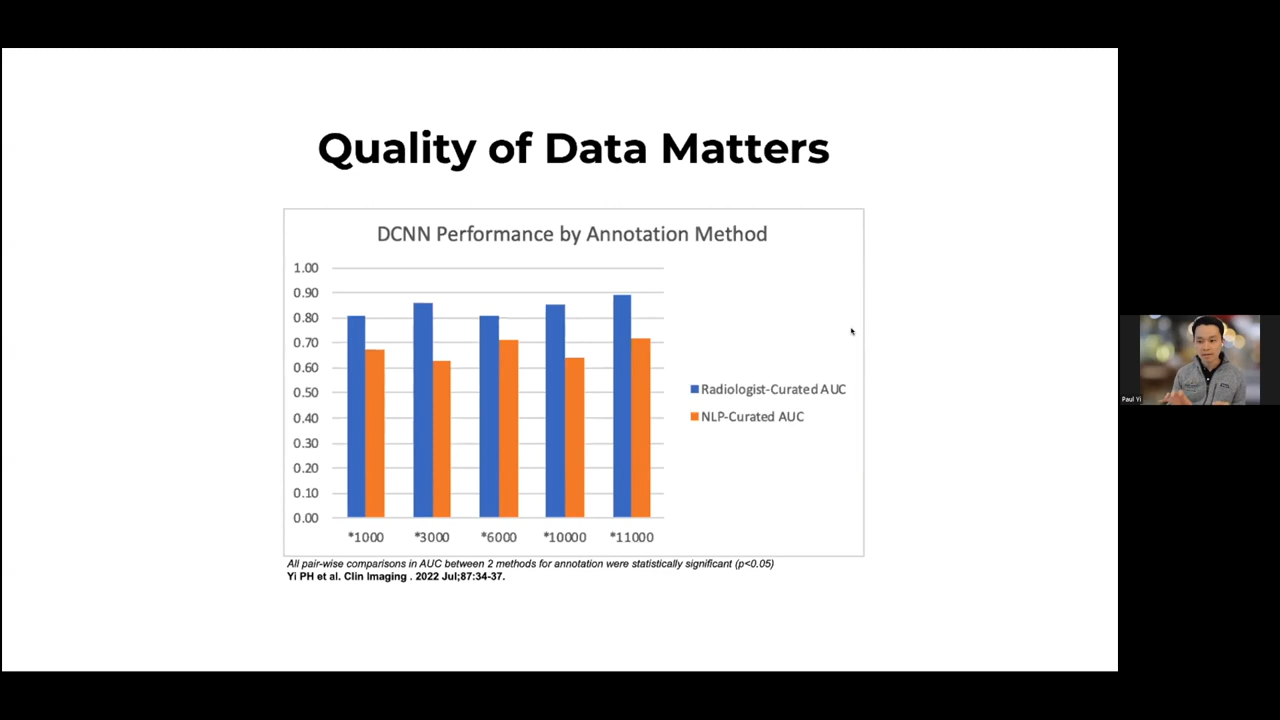 Quality of Data Matters
DCNN Performance by Annotation Method
1.00
0.90
0.80
0.70
0.60
0.50
0.40
0.30
0.20
0.10
0.00
*1000 *3000 *6000 *10000 *11000
Radiologist-Curated AUC
NLP-Curated AUC
All pair-wise comparisons in AUC between 2 methods for annotation were statistically significant (p<0.05)
Yi PH et al. Clin Imaging . 2022 Jul;87:34-37.
Paul Yi